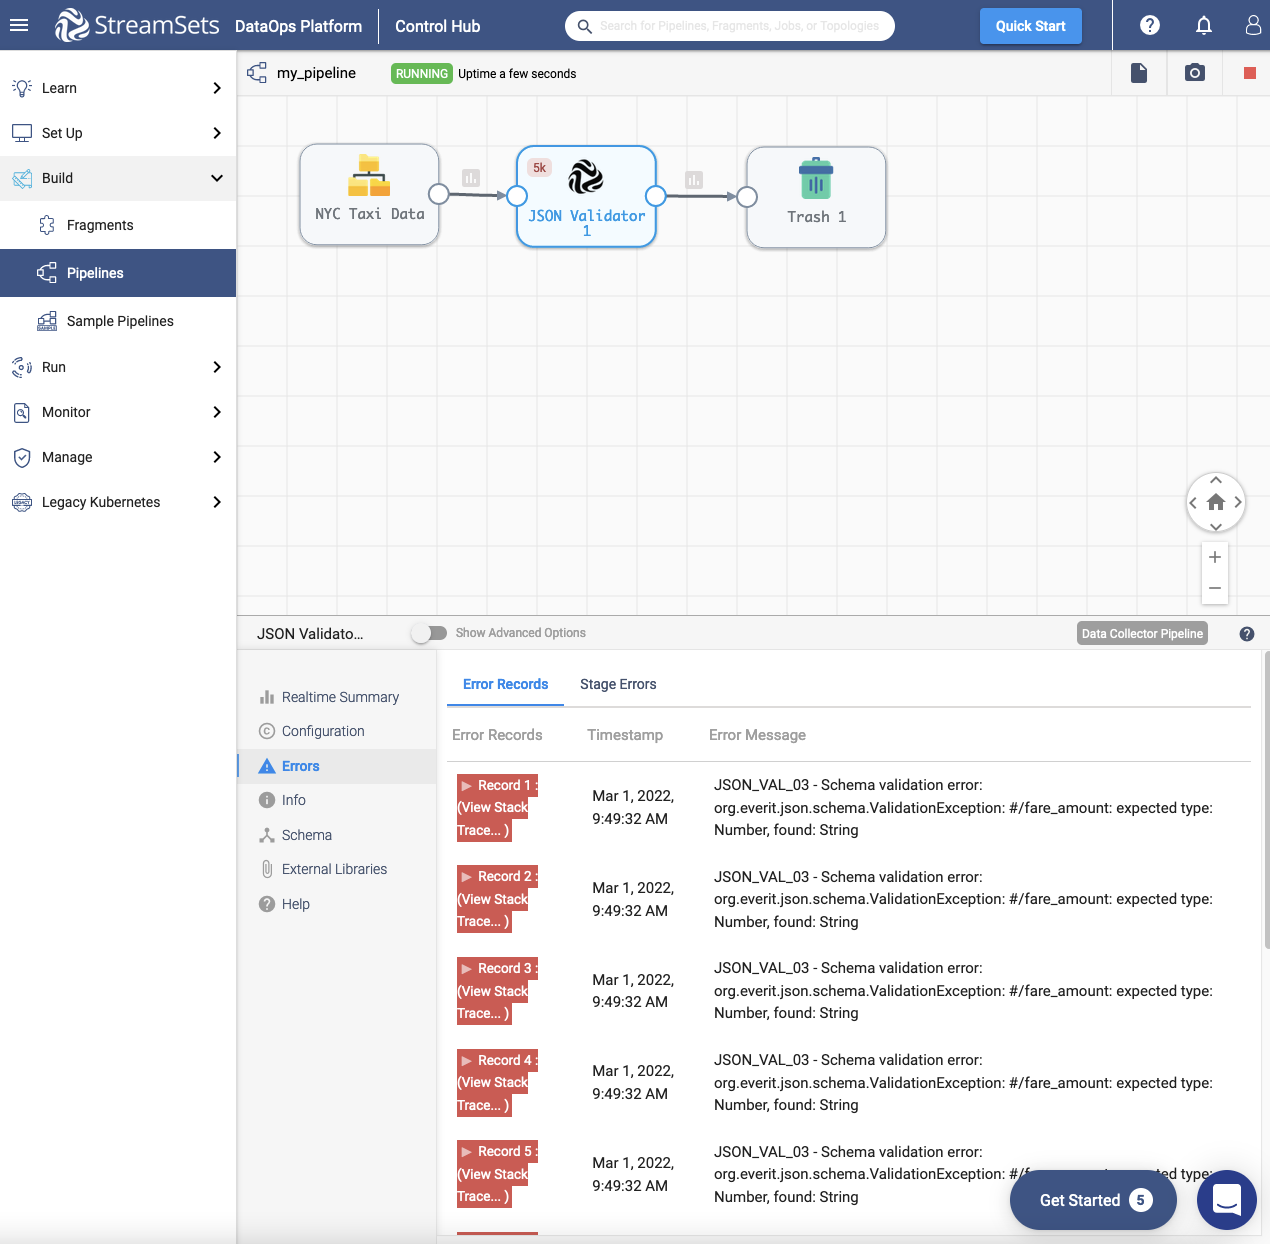 StreamSets DataOps Platform Control Hub Search for Pipelines, Fragments, Jobs, or Topologies Quick Start
my_pipeline RUNNING Uptime a few seconds
Learn
Set Up
Build
Fragments
Pipelines
Sample Pipelines
Run
Monitor
Manage
Legacy Kubernetes
NYC Taxi Data
5k
JSON Validator
1
Trash 1
JSON Validato... Show Advanced Options Data Collector Pipeline
Realtime Summary
Configuration
Errors
Info
Schema
External Libraries
Help
Error Records Stage Errors
Error Records Timestamp Error Message
Record 1 :
(View Stack
Trace... )
Mar 1, 2022,
9:49:32 AM
JSON_VAL_03 - Schema validation error:
org.everit.json.schema.ValidationException: #/fare_amount: expected type:
Number, found: String
Record 2 :
(View Stack
Trace... )
Mar 1, 2022,
9:49:32 AM
JSON_VAL_03 - Schema validation error:
org.everit.json.schema.ValidationException: #/fare_amount: expected type:
Number, found: String
Record 3 :
(View Stack
Trace... )
Mar 1, 2022,
9:49:32 AM
JSON_VAL_03 - Schema validation error:
org.everit.json.schema.ValidationException: #/fare_amount: expected type:
Number, found: String
Record 4 :
(View Stack
Trace... )
Mar 1, 2022,
9:49:32 AM
JSON_VAL_03 - Schema validation error:
org.everit.json.schema.ValidationException: #/fare_amount: expected type:
Number, found: String
Record 5 :
(View Stack
Trace... )
Mar 1, 2022,
9:49:32 AM
JSON_VAL_03 - Schema validation error:
org.everit.json.schema.ValidationException: type:
Number, found: String
Get Started 5